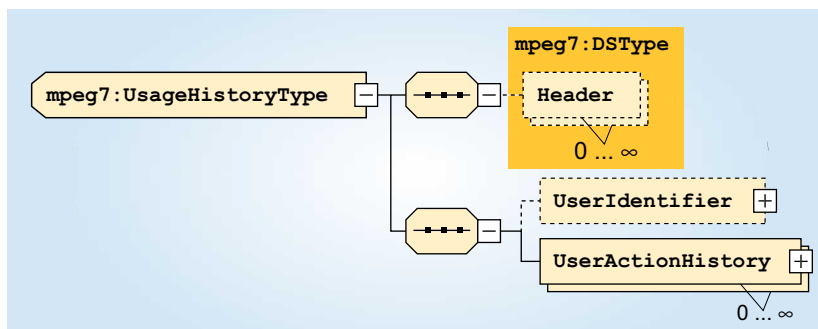 mpeg7:DSType
mpeg7:UsageHistoryType
Header
0 ... ∞
UserIdentifier
UserActionHistory
0 ... ∞